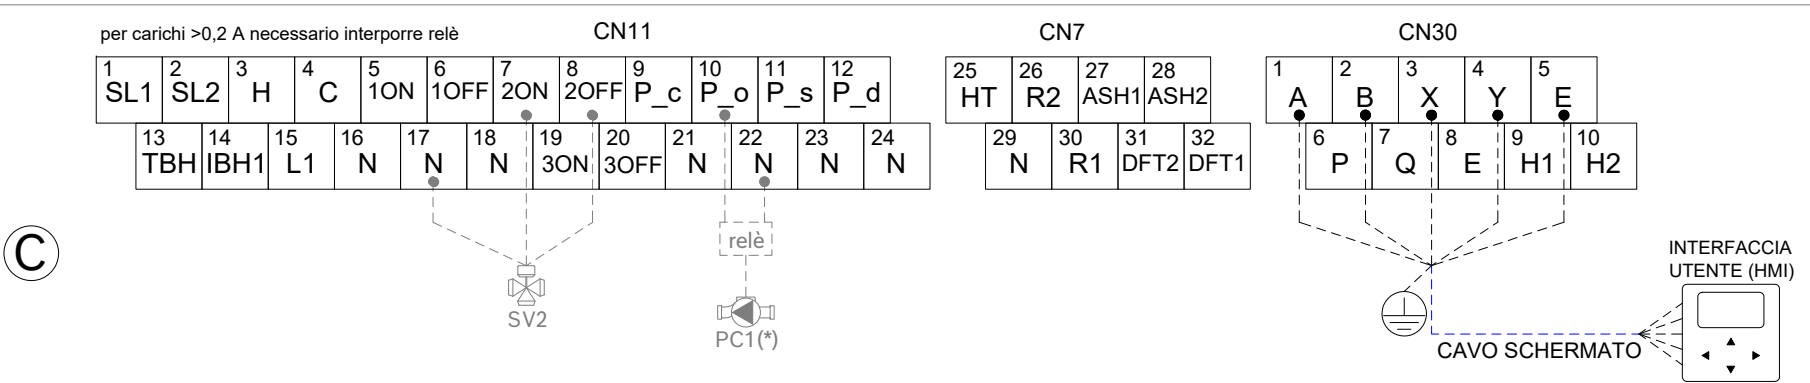 per carichi >0,2 A necessario interporre relè
CN11
CN7
CN30
1 2 3 4 5 6 7 8 9 10 11 12
SL1 SL2 H C 1ON 1OFF 2ON 2OFF P_c P_o P_s P_d
25 26 27 28
HT R2 ASH1 ASH2
1 2 3 4 5
A B X Y E
13 14 15 16 17 18 19 20 21 22 23 24
TBH IBH1 L1 N N N 3ON 3OFF N N N N
29 30 31 32
N R1 DFT2 DFT1
6 7 8 9 10
P Q E H1 H2
C
relè
SV2
PC1(*)
INTERFACCIA
UTENTE (HMI)
CAVO SCHERMATO